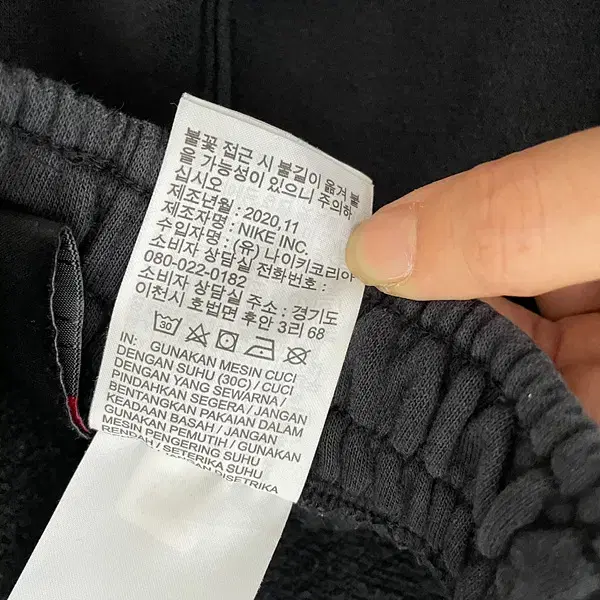 불꽃 접근 시 불길이 옮겨 붙
을 가능성이 있으니 주의하
십시오
제조년월 : 2020,11
제조자명 : NIKE INC.
수입자명 : (유) 나이키코리아
소비자 상담실 전화번호 :
080-022-0182
소비자 상담실 주소 : 경기도
이천시 호법면 후안 3리 68
30
IN: GUNAKAN MESIN CUCI
DENGAN SUHU (30C) / CUCI
DENGAN YANG SEWARNA /
PINDAHKAN SEGERA / JANGAN
BENTANGKAN PAKAIAN DALAM
KEADAAN BASAH / JANGAN
GUNAKAN PEMUTIH / GUNAKAN
MESIN PENGERING SUHU
RENDAH / SETERIKA SUHU
DISETRIKA